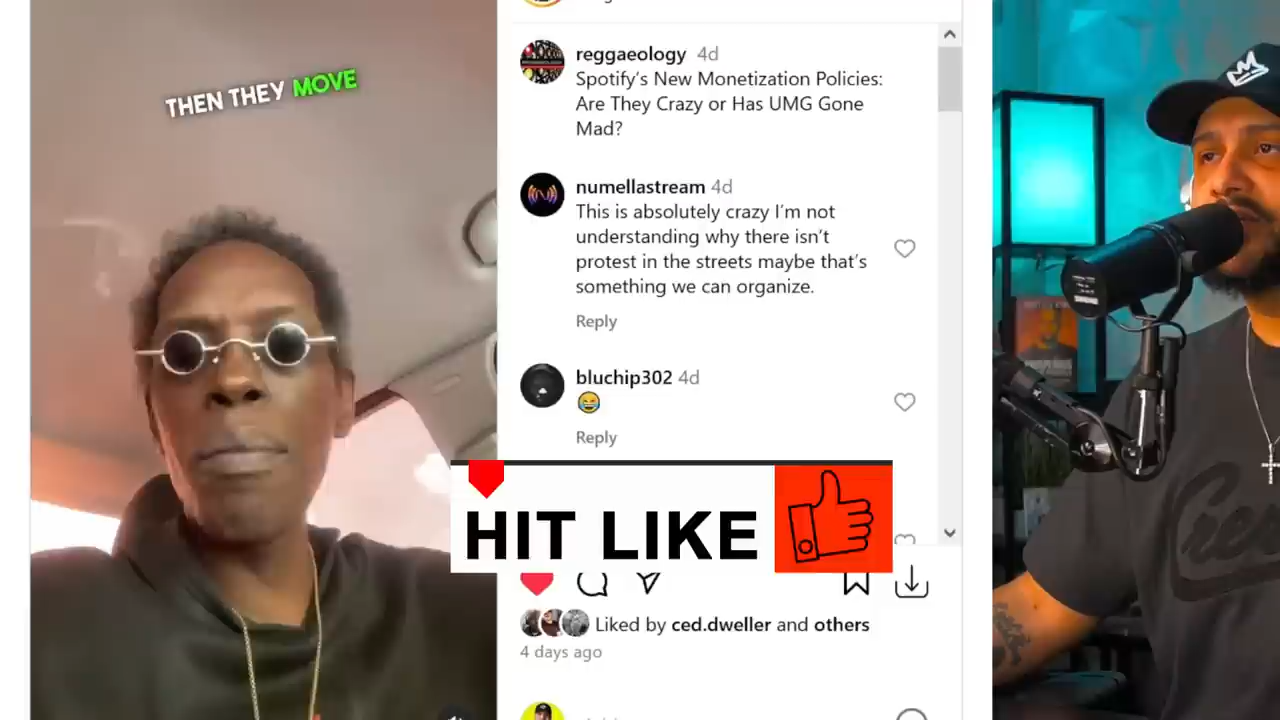 THEN THEY MOVE
reggaeology 4d
Spotify's New Monetization Policies:
Are They Crazy or Has UMG Gone
Mad?
numellastream 4d
This is absolutely crazy I'm not
understanding why there isn't
protest in the streets maybe that's
something we can organize.
Reply
bluchip302 4d
😂
Reply
HIT LIKE
Liked by ced.dweller and others
4 days ago